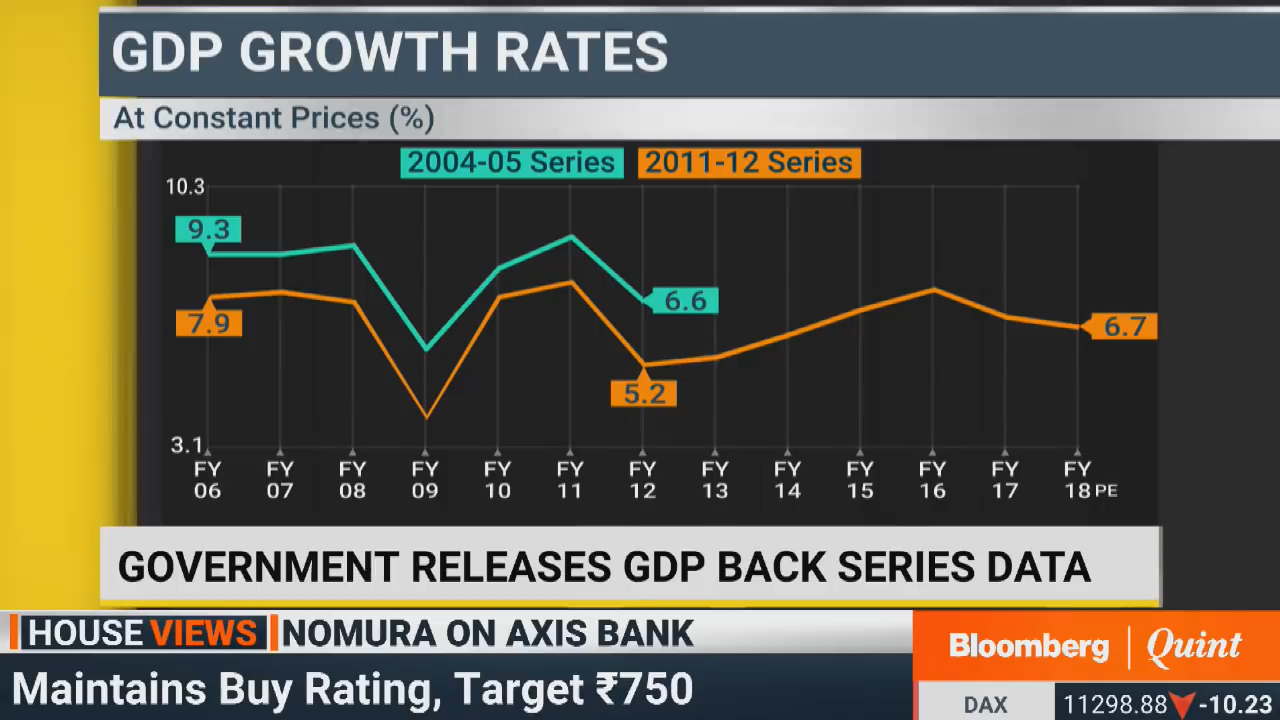 GDP GROWTH RATES
At Constant Prices (%)
2004-05 Series 2011-12 Series
10.3
9.3
7.9
6.6
6.7
5.2
3.1
FY 06 FY 07 FY 08 FY 09 FY 10 FY 11 FY 12 FY 13 FY 14 FY 15 FY 16 FY 17 FY 18 PE
GOVERNMENT RELEASES GDP BACK SERIES DATA
HOUSE VIEWS NOMURA ON AXIS BANK
Maintains Buy Rating, Target ₹750
Bloomberg | Quint
DAX 11298.88 -10.23